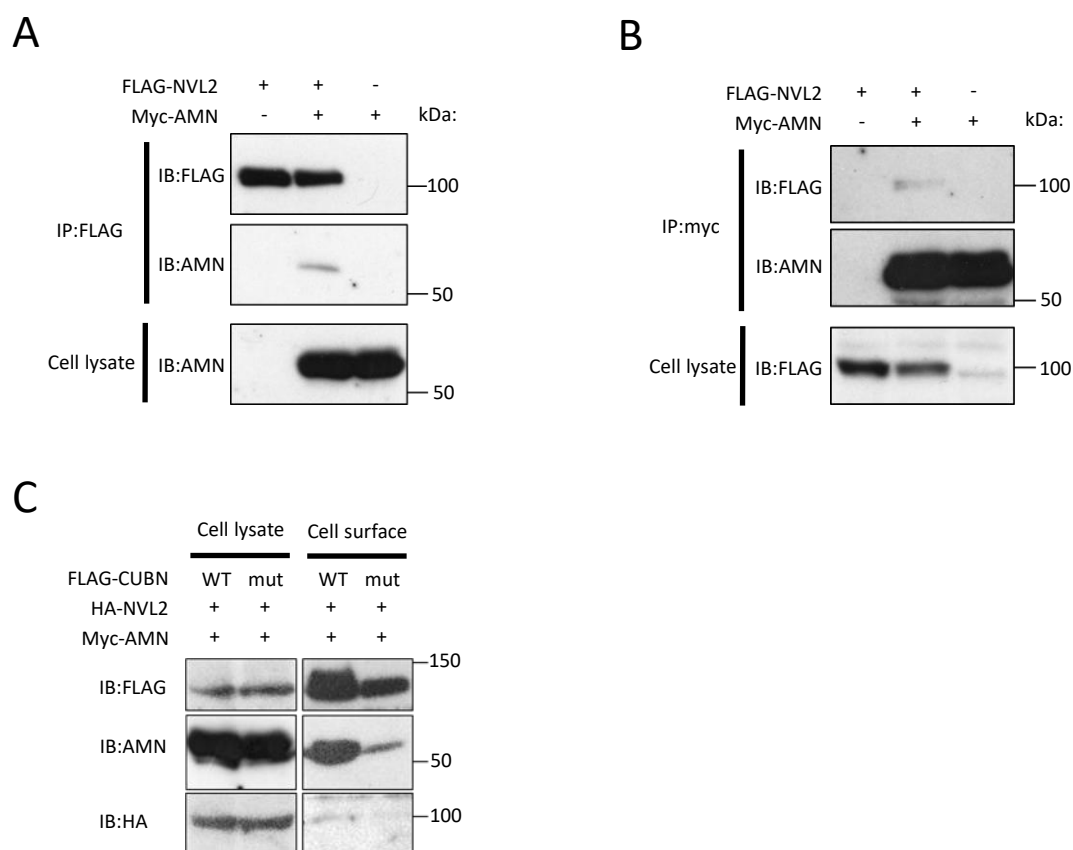 A
FLAG-NVL2 + + -
Myc-AMN - + + kDa:
IP:FLAG
IB:FLAG
100
IB:AMN
50
Cell lysate
IB:AMN
50
B
FLAG-NVL2 + + -
Myc-AMN - + + kDa:
IP:myc
IB:FLAG
100
IB:AMN
50
Cell lysate
IB:FLAG
100
C
Cell lysate Cell surface
FLAG-CUBN WT mut WT mut
HA-NVL2 + + + +
Myc-AMN + + + +
150
IB:FLAG
IB:AMN
50
IB:HA
100